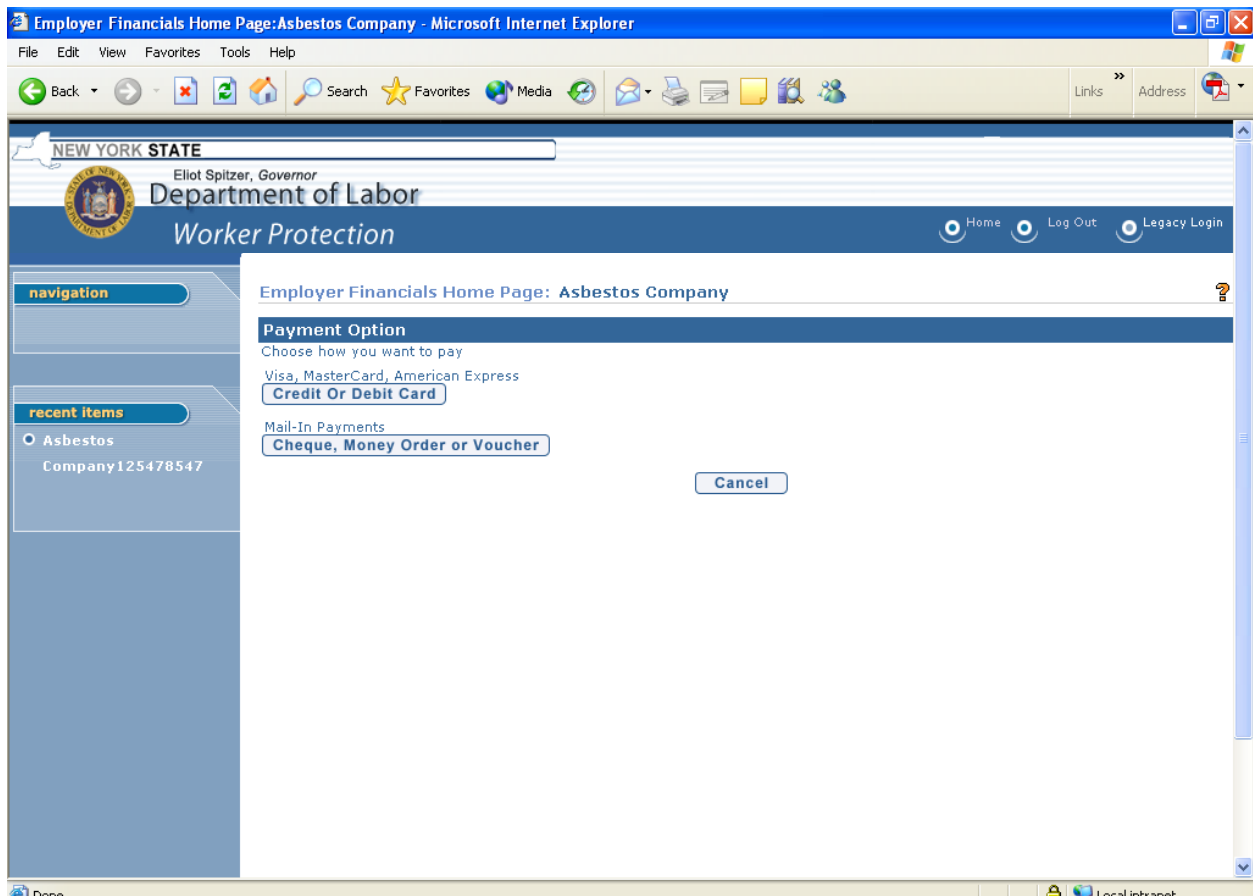 Employer Financials Home Page:Asbestos Company - Microsoft Internet Explorer
File Edit View Favorites Tools Help
Back Search Favorites Media Links » Address
NEW YORK STATE
Eliot Spitzer, Governor
Department of Labor
Worker Protection
Home Log Out Legacy Login
navigation
Employer Financials Home Page: Asbestos Company ?
Payment Option
Choose how you want to pay
Visa, MasterCard, American Express
Credit Or Debit Card
recent items
Mail-In Payments
Asbestos
Cheque, Money Order or Voucher
Company125478547
Cancel
Done Local intranet